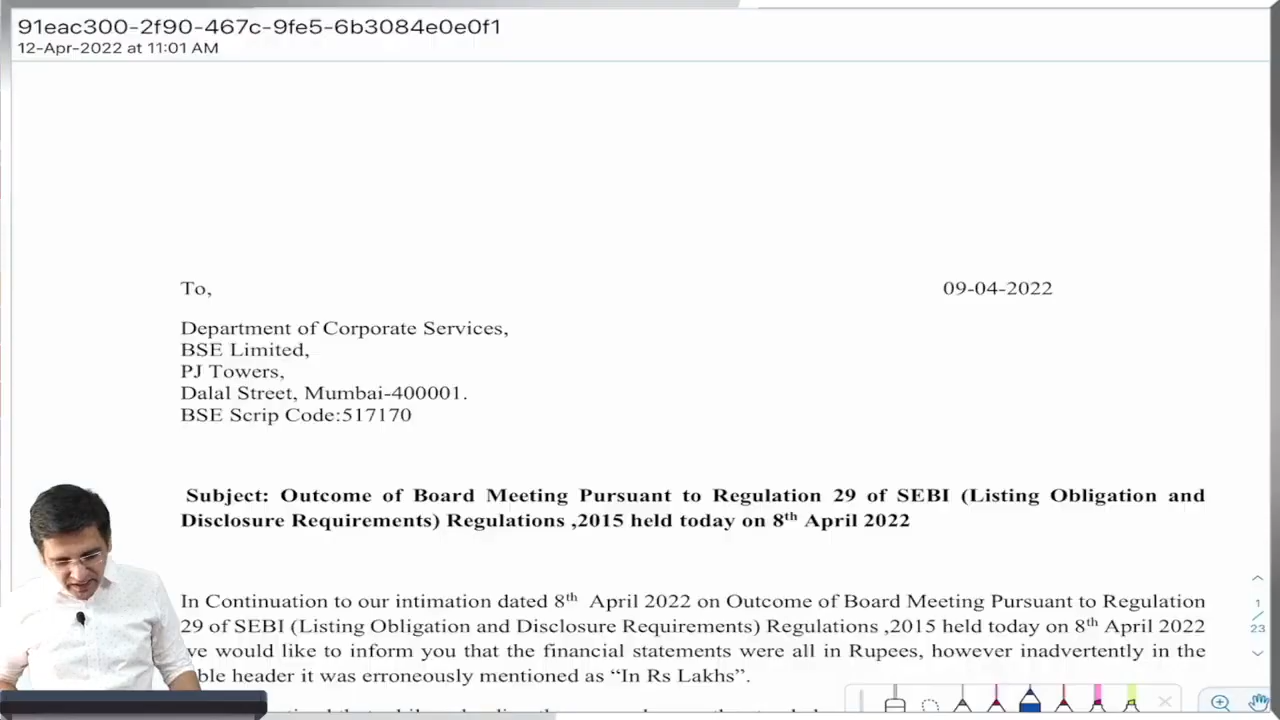 91eac300-2f90-467c-9fe5-6b3084e0e0f1
12-Apr-2022 at 11:01 AM
To,
09-04-2022
Department of Corporate Services,
BSE Limited,
PJ Towers,
Dalal Street, Mumbai-400001.
BSE Scrip Code:517170
Subject: Outcome of Board Meeting Pursuant to Regulation 29 of SEBI (Listing Obligation and
Disclosure Requirements) Regulations ,2015 held today on 8th April 2022
In Continuation to our intimation dated 8th April 2022 on Outcome of Board Meeting Pursuant to Regulation
29 of SEBI (Listing Obligation and Disclosure Requirements) Regulations ,2015 held today on 8th April 2022
we would like to inform you that the financial statements were all in Rupees, however inadvertently in the
header it was erroneously mentioned as “In Rs Lakhs”.
1
/
23